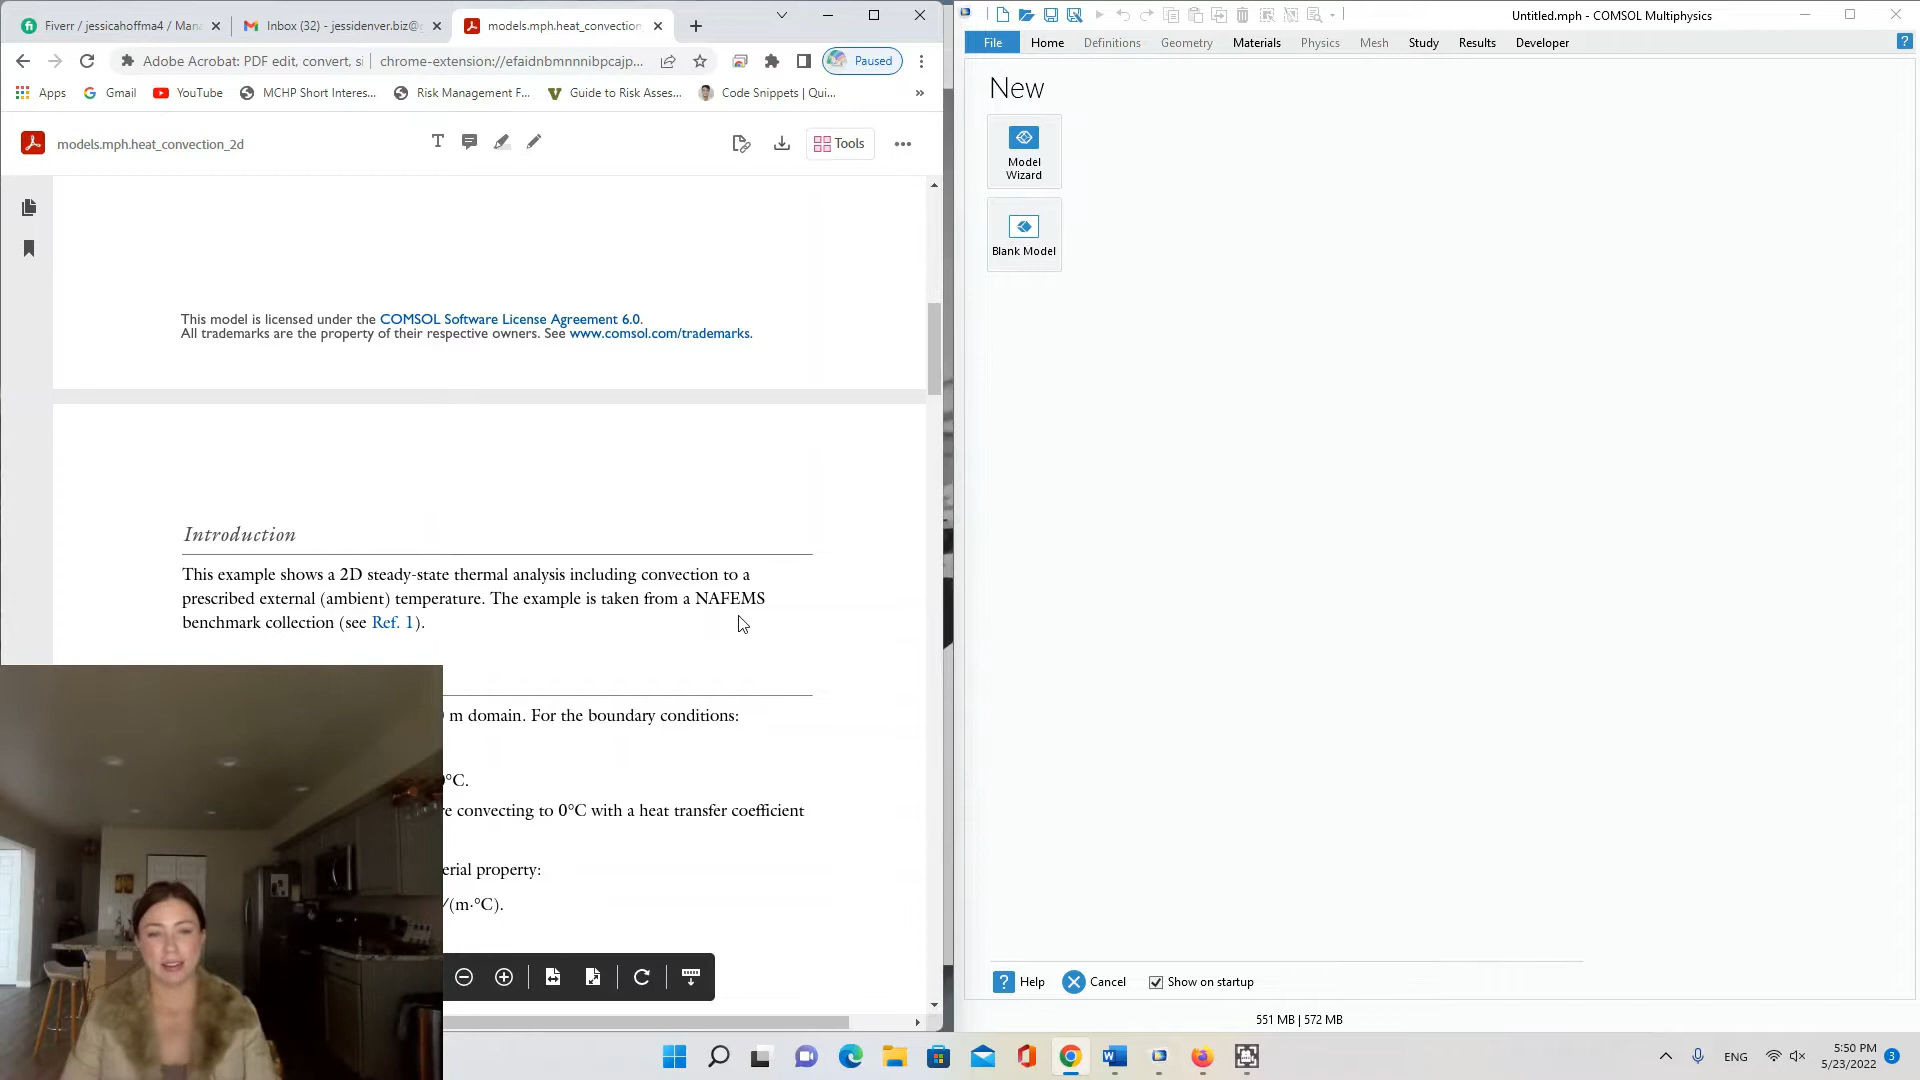 Fiverr / jessicahoffma4 / Mana
Inbox (32) - jessidenver.biz@g
models.mph.heat_convection_
Adobe Acrobat: PDF edit, convert, si
chrome-extension://efaidnbmnnnibpcajp...
Paused
Apps
Gmail
YouTube
MCHP Short Interes...
Risk Management F...
Guide to Risk Asses...
Code Snippets | Qui...
»
models.mph.heat_convection_2d
Tools
This model is licensed under the COMSOL Software License Agreement 6.0.
All trademarks are the property of their respective owners. See www.comsol.com/trademarks.
Introduction
This example shows a 2D steady-state thermal analysis including convection to a
prescribed external (ambient) temperature. The example is taken from a NAFEMS
benchmark collection (see Ref. 1).
m domain. For the boundary conditions:
°C.
re convecting to 0°C with a heat transfer coefficient
erial property:
/(m·°C).
Untitled.mph - COMSOL Multiphysics
File
Home
Definitions
Geometry
Materials
Physics
Mesh
Study
Results
Developer
New
Model
Wizard
Blank Model
Help
Cancel
Show on startup
551 MB | 572 MB
ENG
5:50 PM
5/23/2022
3